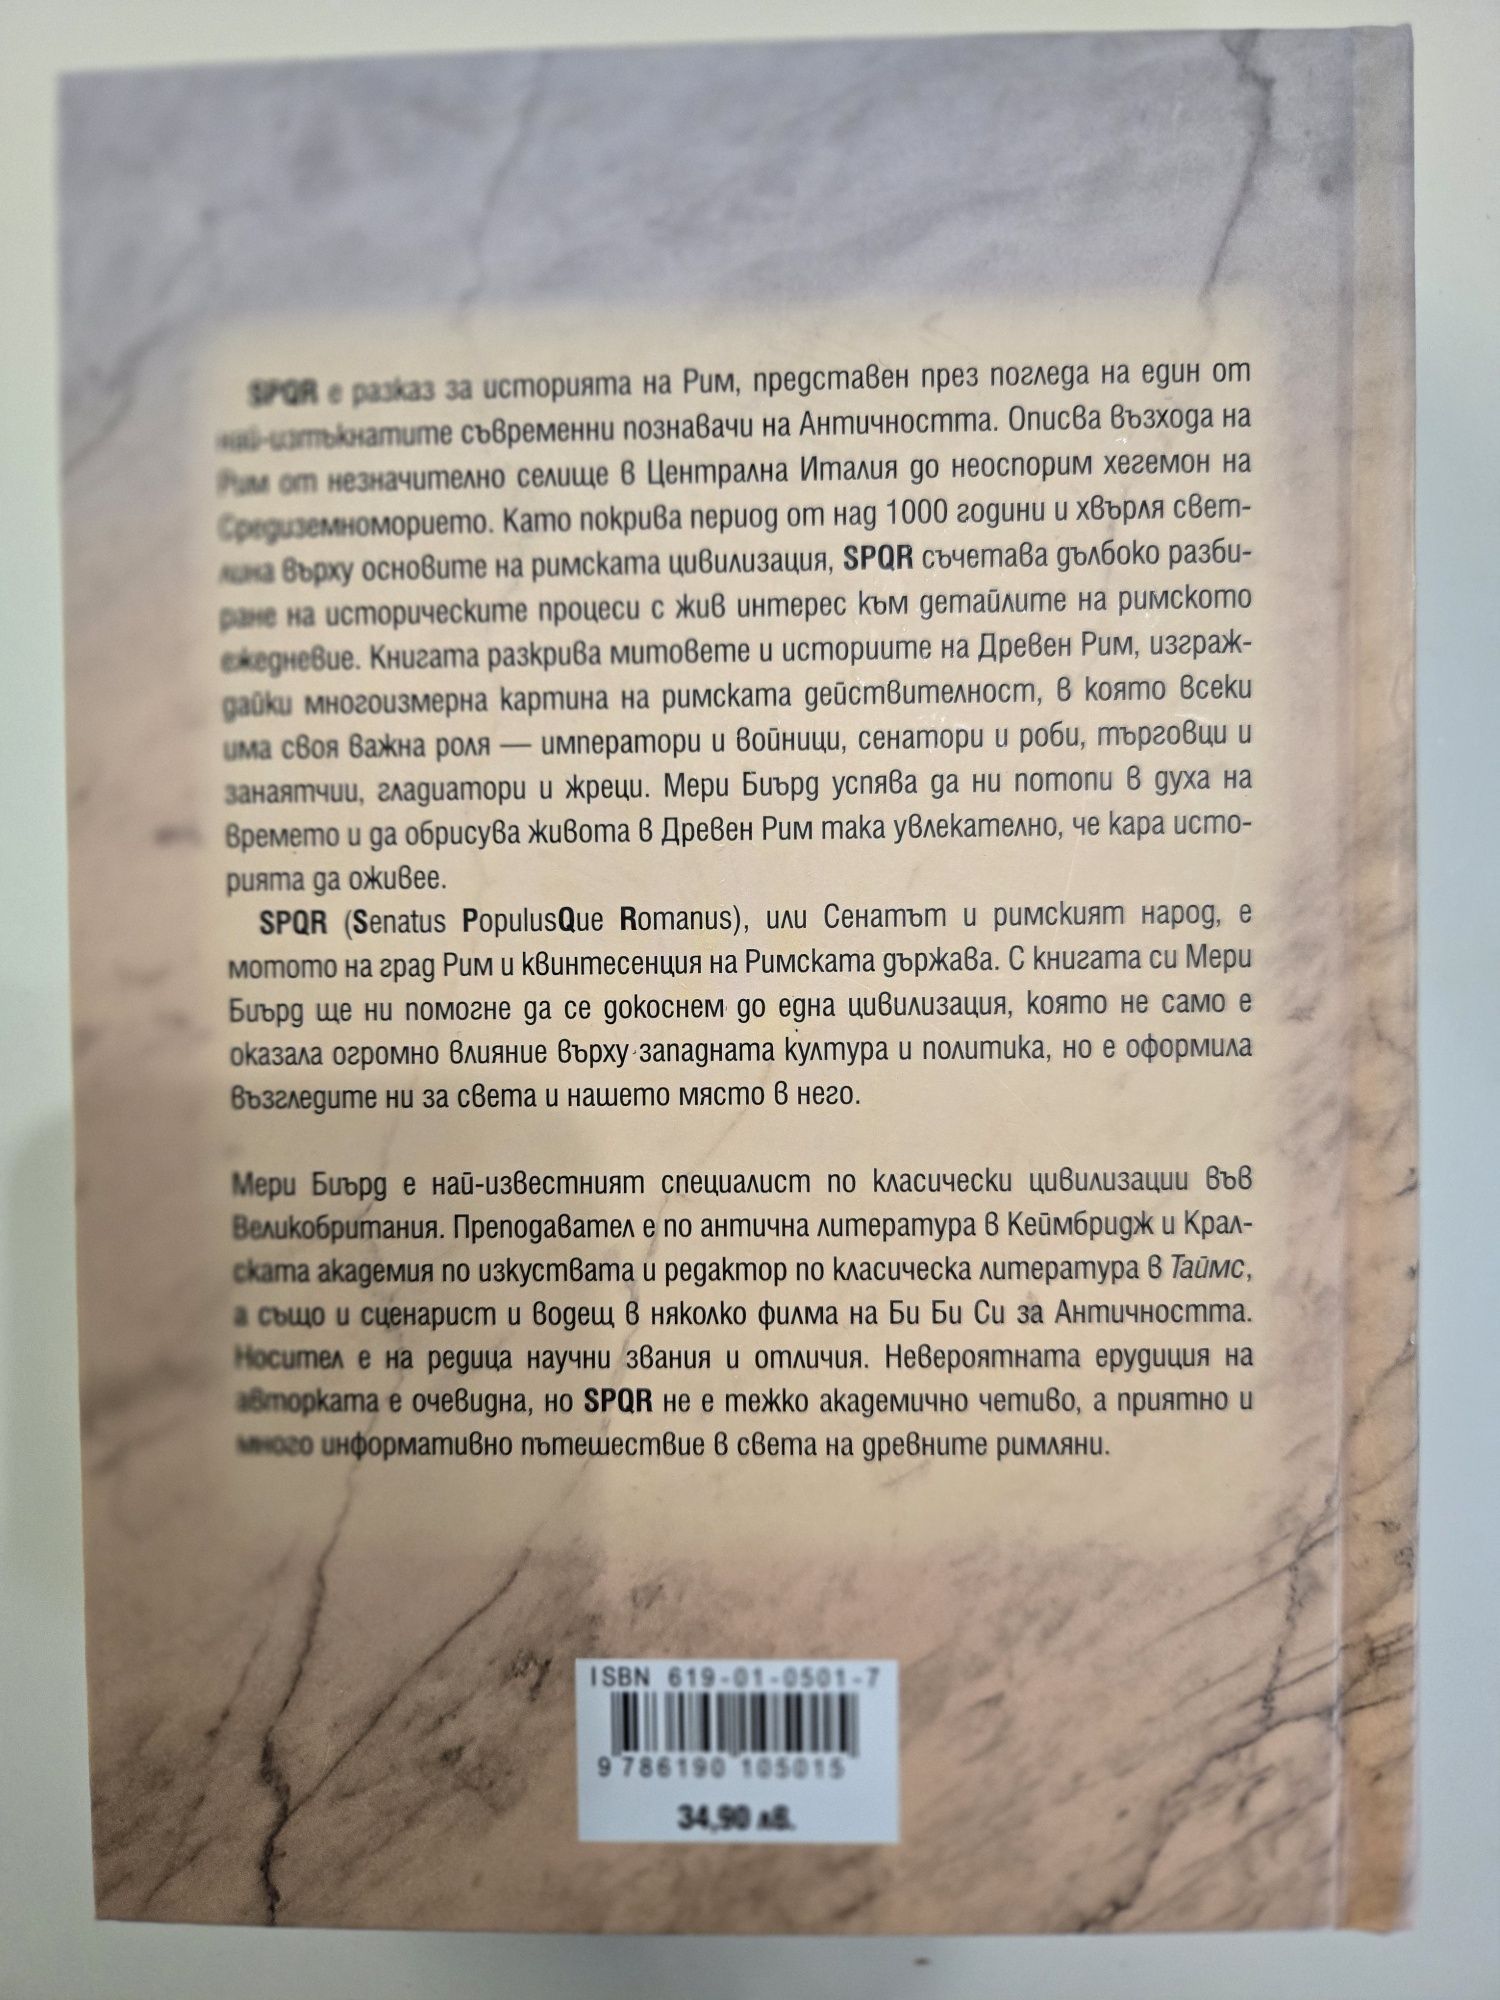 SPQR е разказ за историята на Рим, представен през погледа на един от
най-изтъкнатите съвременни познавачи на Античността. Описва възхода на
Рим от незначително селище в Централна Италия до неоспорим хегемон на
Средиземноморието. Като покрива период от над 1000 години и хвърля свет-
лина върху основите на римската цивилизация, SPQR съчетава дълбоко разби-
ране на историческите процеси с жив интерес към детайлите на римското
ежедневие. Книгата разкрива митовете и историите на Древен Рим, изграж-
дайки многоизмерна картина на римската действителност, в която всеки
има своя важна роля — императори и войници, сенатори и роби, търговци и
занаятчии, гладиатори и жреци. Мери Биърд успява да ни потопи в духа на
времето и да обрисува живота в Древен Рим така увлекателно, че кара исто-
рията да оживее.
SPQR (Senatus PopulusQue Romanus), или Сенатът и римският народ, е
мотото на град Рим и квинтесенция на Римската държава. С книгата си Мери
Биърд ще ни помогне да се докоснем до една цивилизация, която не само е
оказала огромно влияние върху западната култура и политика, но е оформила
възгледите ни за света и нашето място в него.
Мери Биърд е най-известният специалист по класически цивилизации във
Великобритания. Преподавател е по антична литература в Кеймбридж и Крал-
ската академия по изкуствата и редактор по класическа литература в Таймс,
а също и сценарист и водещ в няколко филма на Би Би Си за Античността.
Носител е на редица научни звания и отличия. Невероятната ерудиция на
авторката е очевидна, но SPQR не е тежко академично четиво, а приятно и
много информативно пътешествие в света на древните римляни.
ISBN 619-01-0501-7
9 786190 105015
34,90 лв.